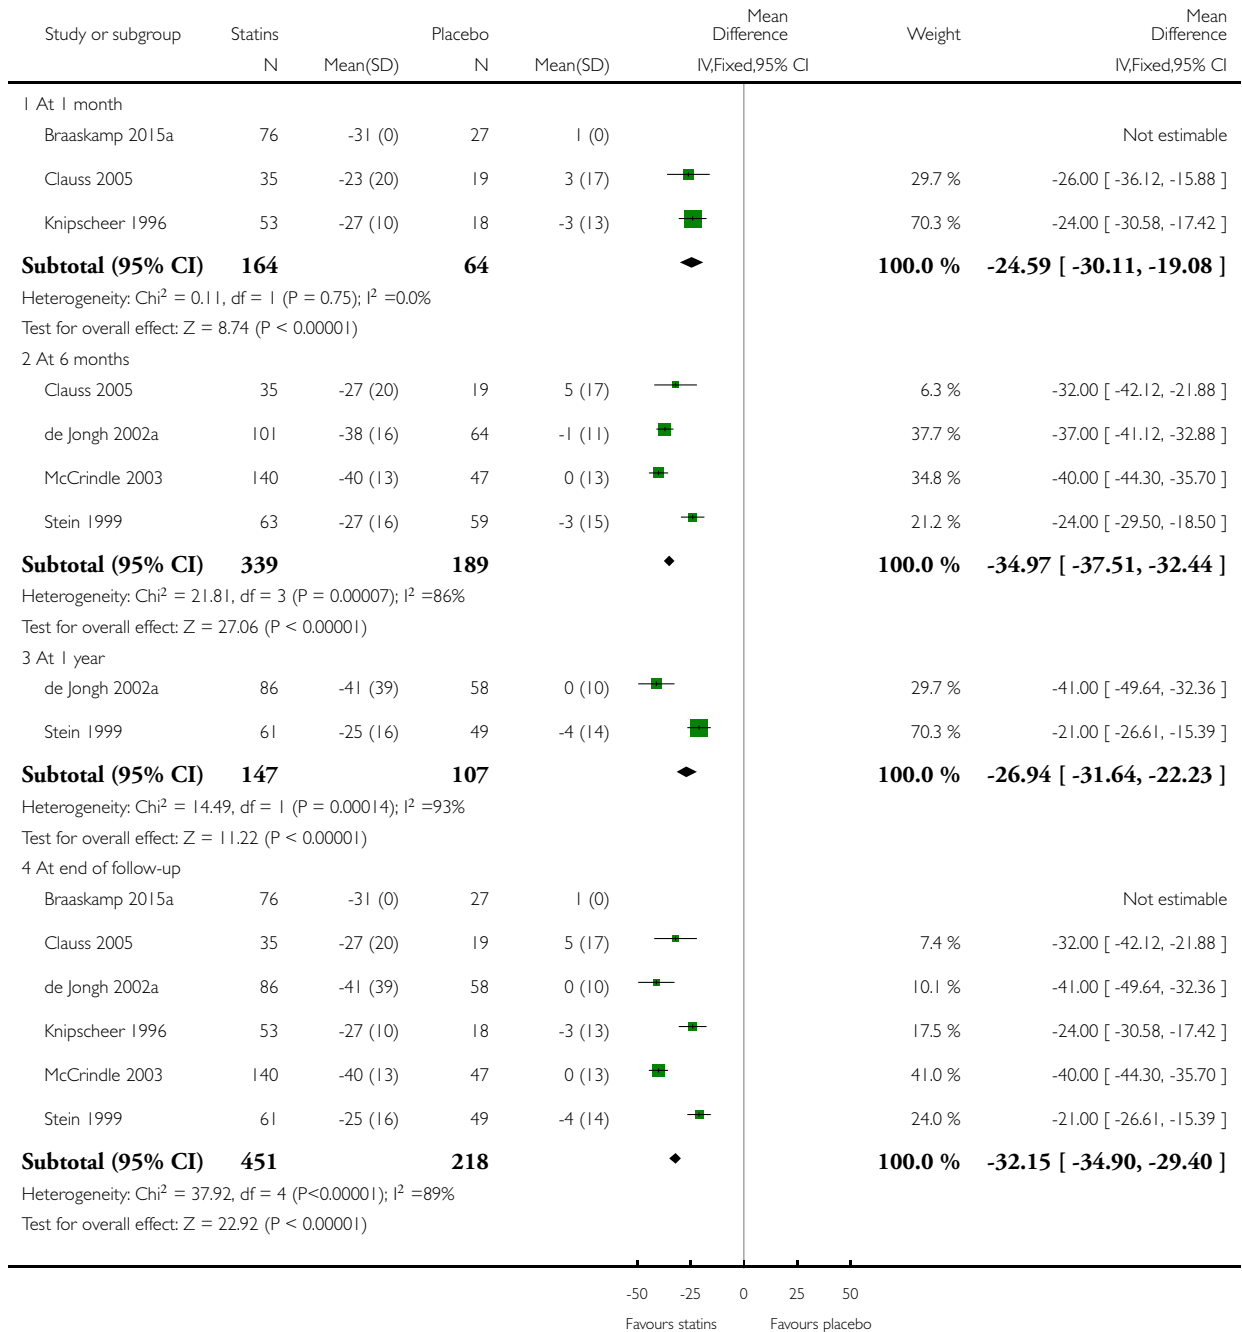 Study or subgroup Statins Placebo Mean Difference Weight Mean Difference
N Mean(SD) N Mean(SD) IV,Fixed,95% CI IV,Fixed,95% CI
1 At 1 month
Braaskamp 2015a 76 -31 (0) 27 1 (0) Not estimable
Clauss 2005 35 -23 (20) 19 3 (17) 29.7 % -26.00 [ -36.12, -15.88 ]
Knipscheer 1996 53 -27 (10) 18 -3 (13) 70.3 % -24.00 [ -30.58, -17.42 ]
Subtotal (95% CI) 164 64 100.0 % -24.59 [ -30.11, -19.08 ]
Heterogeneity: Chi² = 0.11, df = 1 (P = 0.75); I² =0.0%
Test for overall effect: Z = 8.74 (P < 0.00001)
2 At 6 months
Clauss 2005 35 -27 (20) 19 5 (17) 6.3 % -32.00 [ -42.12, -21.88 ]
de Jongh 2002a 101 -38 (16) 64 -1 (11) 37.7 % -37.00 [ -41.12, -32.88 ]
McCrindle 2003 140 -40 (13) 47 0 (13) 34.8 % -40.00 [ -44.30, -35.70 ]
Stein 1999 63 -27 (16) 59 -3 (15) 21.2 % -24.00 [ -29.50, -18.50 ]
Subtotal (95% CI) 339 189 100.0 % -34.97 [ -37.51, -32.44 ]
Heterogeneity: Chi² = 21.81, df = 3 (P = 0.00007); I² =86%
Test for overall effect: Z = 27.06 (P < 0.00001)
3 At 1 year
de Jongh 2002a 86 -41 (39) 58 0 (10) 29.7 % -41.00 [ -49.64, -32.36 ]
Stein 1999 61 -25 (16) 49 -4 (14) 70.3 % -21.00 [ -26.61, -15.39 ]
Subtotal (95% CI) 147 107 100.0 % -26.94 [ -31.64, -22.23 ]
Heterogeneity: Chi² = 14.49, df = 1 (P = 0.00014); I² =93%
Test for overall effect: Z = 11.22 (P < 0.00001)
4 At end of follow-up
Braaskamp 2015a 76 -31 (0) 27 1 (0) Not estimable
Clauss 2005 35 -27 (20) 19 5 (17) 7.4 % -32.00 [ -42.12, -21.88 ]
de Jongh 2002a 86 -41 (39) 58 0 (10) 10.1 % -41.00 [ -49.64, -32.36 ]
Knipscheer 1996 53 -27 (10) 18 -3 (13) 17.5 % -24.00 [ -30.58, -17.42 ]
McCrindle 2003 140 -40 (13) 47 0 (13) 41.0 % -40.00 [ -44.30, -35.70 ]
Stein 1999 61 -25 (16) 49 -4 (14) 24.0 % -21.00 [ -26.61, -15.39 ]
Subtotal (95% CI) 451 218 100.0 % -32.15 [ -34.90, -29.40 ]
Heterogeneity: Chi² = 37.92, df = 4 (P<0.00001); I² =89%
Test for overall effect: Z = 22.92 (P < 0.00001)
-50 -25 0 25 50
Favours statins Favours placebo